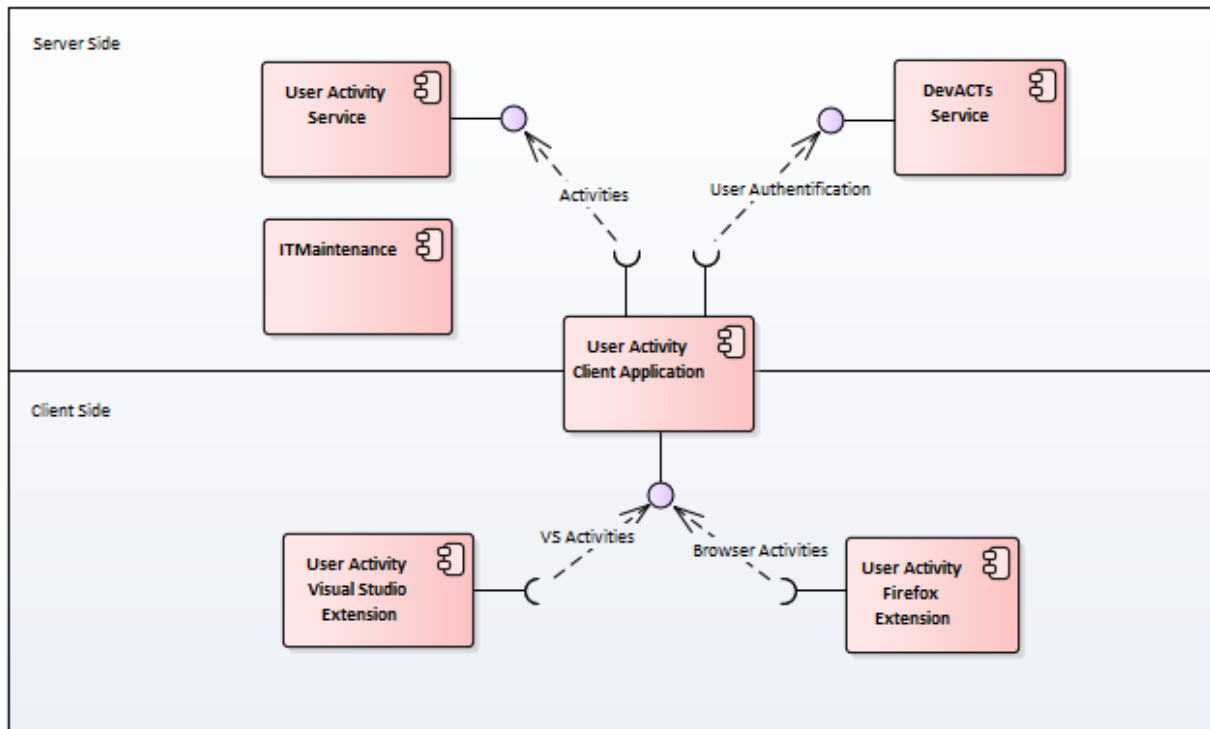 Server Side
User Activity
Service
DevACTs
Service
Activities
User Authentification
ITMaintenance
User Activity
Client Application
Client Side
VS Activities
Browser Activities
User Activity
Visual Studio
Extension
User Activity
Firefox
Extension